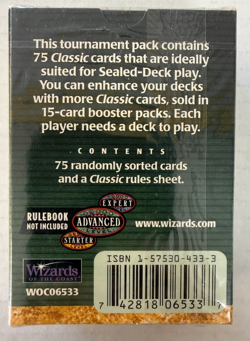 This tournament pack contains
75 Classic cards that are ideally
suited for Sealed-Deck play.
You can enhance your decks
with more Classic cards, sold in
15-card booster packs. Each
player needs a deck to play.
CONTENTS
75 randomly sorted cards
and a Classic rules sheet.
EXPERT
RULEBOOK
NOT INCLUDED
ADVANCED
LEVEL
STARTER
www.wizards.com
Wizards
OF THE COAST
WOC06533
ISBN 1-57530-433-3
7 42818 06533 7